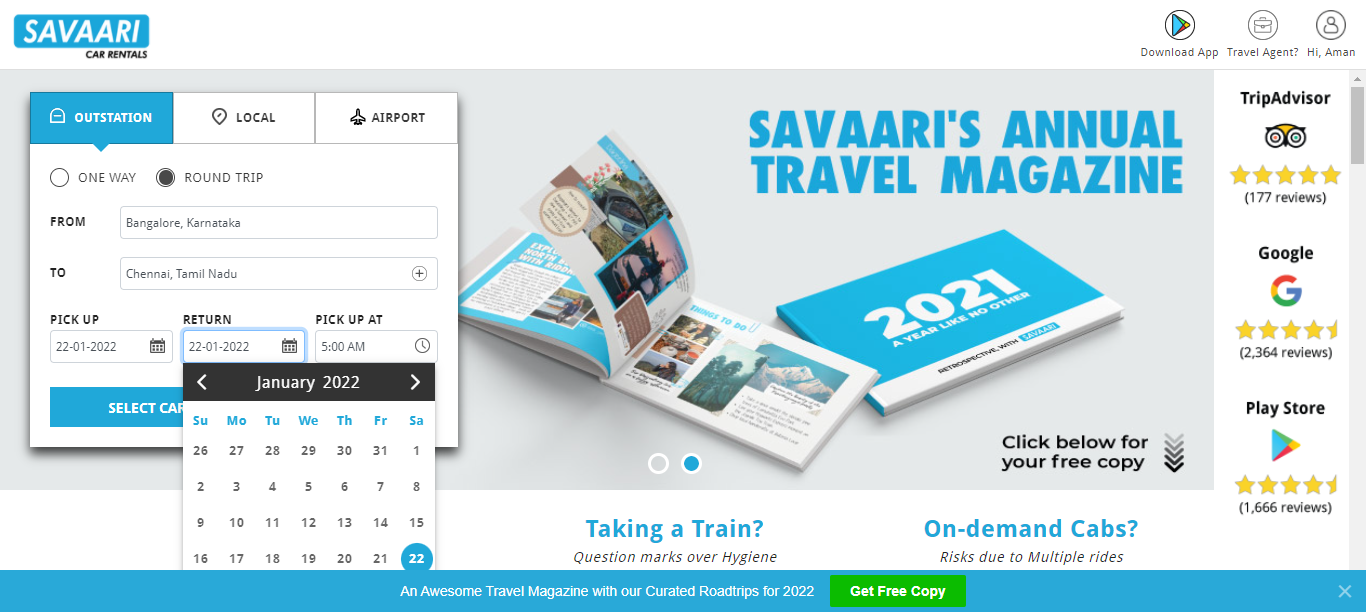 SAVAARI
CAR RENTALS
Download App
Travel Agent?
Hi, Aman
OUTSTATION
LOCAL
AIRPORT
ONE WAY
ROUND TRIP
FROM
Bangalore, Karnataka
TO
Chennai, Tamil Nadu
PICK UP
RETURN
PICK UP AT
22-01-2022
22-01-2022
5:00 AM
SELECT CAR
January 2022
Su Mo Tu We Th Fr Sa
26 27 28 29 30 31 1
2 3 4 5 6 7 8
9 10 11 12 13 14 15
16 17 18 19 20 21 22
SAVAARI'S ANNUAL
TRAVEL MAGAZINE
EXPLO
NORTH B
WITH BIDDH
THINGS TO DO
2021
A YEAR LIKE NO OTHER
RETROSPECTIVE, WITH SAVAARI
Click below for
your free copy
TripAdvisor
(177 reviews)
Google
(2,364 reviews)
Play Store
(1,666 reviews)
Taking a Train?
Question marks over Hygiene
On-demand Cabs?
Risks due to Multiple rides
An Awesome Travel Magazine with our Curated Roadtrips for 2022
Get Free Copy